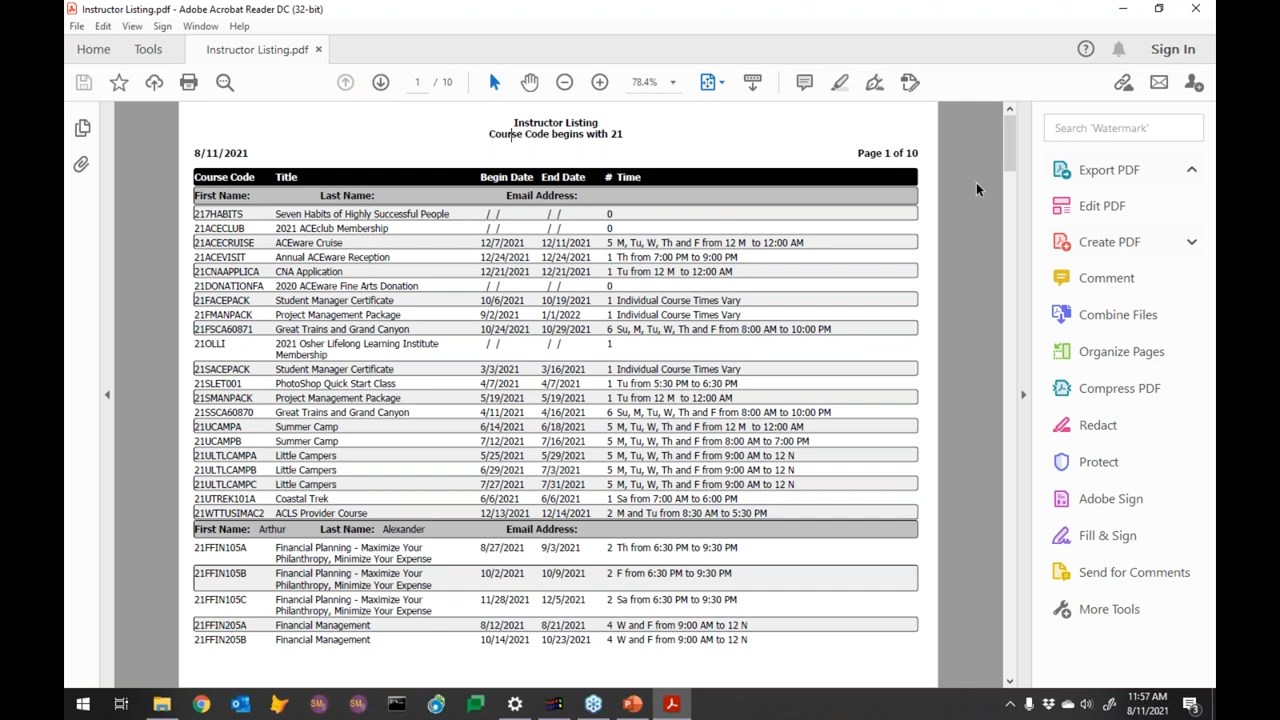 Instructor Listing.pdf - Adobe Acrobat Reader DC (32-bit)
File Edit View Sign Window Help
Home Tools Instructor Listing.pdf × Sign In
1 / 10 78.4%
Instructor Listing
Course Code begins with 21
8/11/2021 Page 1 of 10
Course Code Title Begin Date End Date # Time
First Name: Last Name: Email Address:
217HABITS Seven Habits of Highly Successful People / / / / 0
21ACECLUB 2021 ACEclub Membership / / / / 0
21ACECRUISE ACEware Cruise 12/7/2021 12/11/2021 5 M, Tu, W, Th and F from 12 M to 12:00 AM
21ACEVISIT Annual ACEware Reception 12/24/2021 12/24/2021 1 Th from 7:00 PM to 9:00 PM
21CNAAPPLICA CNA Application 12/21/2021 12/21/2021 1 Tu from 12 M to 12:00 AM
21DONATIONFA 2020 ACEware Fine Arts Donation / / / / 0
21FACEPACK Student Manager Certificate 10/6/2021 10/19/2021 1 Individual Course Times Vary
21FMANPACK Project Management Package 9/2/2021 1/1/2022 1 Individual Course Times Vary
21FSCA60871 Great Trains and Grand Canyon 10/24/2021 10/29/2021 6 Su, M, Tu, W, Th and F from 8:00 AM to 10:00 PM
21OLLI 2021 Osher Lifelong Learning Institute / / / / 1
Membership
21SACEPACK Student Manager Certificate 3/3/2021 3/16/2021 1 Individual Course Times Vary
21SLET001 PhotoShop Quick Start Class 4/7/2021 4/7/2021 1 Tu from 5:30 PM to 6:30 PM
21SMANPACK Project Management Package 5/19/2021 5/19/2021 1 Tu from 12 M to 12:00 AM
21SSCA60870 Great Trains and Grand Canyon 4/11/2021 4/16/2021 6 Su, M, Tu, W, Th and F from 8:00 AM to 10:00 PM
21UCAMPA Summer Camp 6/14/2021 6/18/2021 5 M, Tu, W, Th and F from 12 M to 12:00 AM
21UCAMPB Summer Camp 7/12/2021 7/16/2021 5 M, Tu, W, Th and F from 8:00 AM to 7:00 PM
21ULTLCAMPA Little Campers 5/25/2021 5/29/2021 5 M, Tu, W, Th and F from 9:00 AM to 12 N
21ULTLCAMPB Little Campers 6/29/2021 7/3/2021 5 M, Tu, W, Th and F from 9:00 AM to 12 N
21ULTLCAMPC Little Campers 7/27/2021 7/31/2021 5 M, Tu, W, Th and F from 9:00 AM to 12 N
21UTREK101A Coastal Trek 6/6/2021 6/6/2021 1 Sa from 7:00 AM to 6:00 PM
21WTTUSIMAC2 ACLS Provider Course 12/13/2021 12/14/2021 2 M and Tu from 8:30 AM to 5:30 PM
First Name: Arthur Last Name: Alexander Email Address:
21FFIN105A Financial Planning - Maximize Your 8/27/2021 9/3/2021 2 Th from 6:30 PM to 9:30 PM
Philanthropy, Minimize Your Expense
21FFIN105B Financial Planning - Maximize Your 10/2/2021 10/9/2021 2 F from 6:30 PM to 9:30 PM
Philanthropy, Minimize Your Expense
21FFIN105C Financial Planning - Maximize Your 11/28/2021 12/5/2021 2 Sa from 6:30 PM to 9:30 PM
Philanthropy, Minimize Your Expense
21FFIN205A Financial Management 8/12/2021 8/21/2021 4 W and F from 9:00 AM to 12 N
21FFIN205B Financial Management 10/14/2021 10/23/2021 4 W and F from 9:00 AM to 12 N
Search 'Watermark'
Export PDF
Edit PDF
Create PDF
Comment
Combine Files
Organize Pages
Compress PDF
Redact
Protect
Adobe Sign
Fill & Sign
Send for Comments
More Tools
11:57 AM
8/11/2021
3